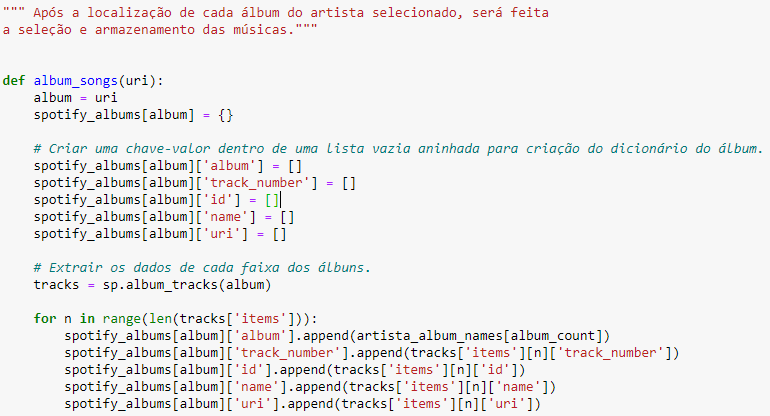 """ Após a localização de cada álbum do artista selecionado, será feita
a seleção e armazenamento das músicas."""
def album_songs(uri):
    album = uri
    spotify_albums[album] = {}
    # Criar uma chave-valor dentro de uma lista vazia aninhada para criação do dicionário do álbum.
    spotify_albums[album]['album'] = []
    spotify_albums[album]['track_number'] = []
    spotify_albums[album]['id'] = []
    spotify_albums[album]['name'] = []
    spotify_albums[album]['uri'] = []
    # Extrair os dados de cada faixa dos álbuns.
    tracks = sp.album_tracks(album)
    for n in range(len(tracks['items'])):
        spotify_albums[album]['album'].append(artista_album_names[album_count])
        spotify_albums[album]['track_number'].append(tracks['items'][n]['track_number'])
        spotify_albums[album]['id'].append(tracks['items'][n]['id'])
        spotify_albums[album]['name'].append(tracks['items'][n]['name'])
        spotify_albums[album]['uri'].append(tracks['items'][n]['uri'])